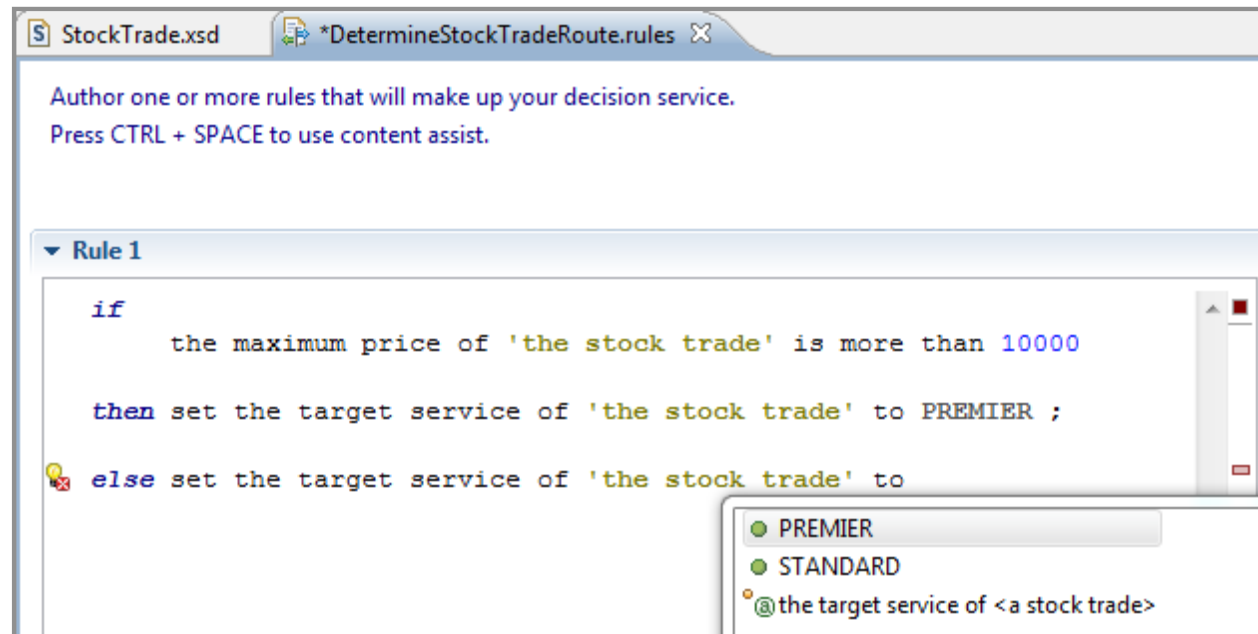 StockTrade.xsd *DetermineStockTradeRoute.rules
Author one or more rules that will make up your decision service.
Press CTRL + SPACE to use content assist.
Rule 1
if
the maximum price of 'the stock trade' is more than 10000
then set the target service of 'the stock trade' to PREMIER ;
else set the target service of 'the stock trade' to
PREMIER
STANDARD
the target service of <a stock trade>